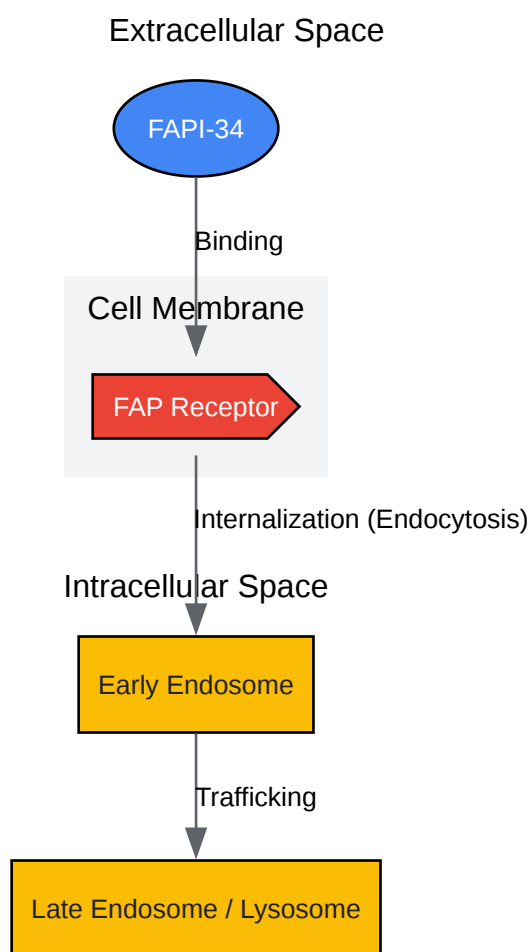 Extracellular Space
FAPI-34
Binding
Cell Membrane
FAP Receptor
Internalization (Endocytosis)
Intracellular Space
Early Endosome
Trafficking
Late Endosome / Lysosome